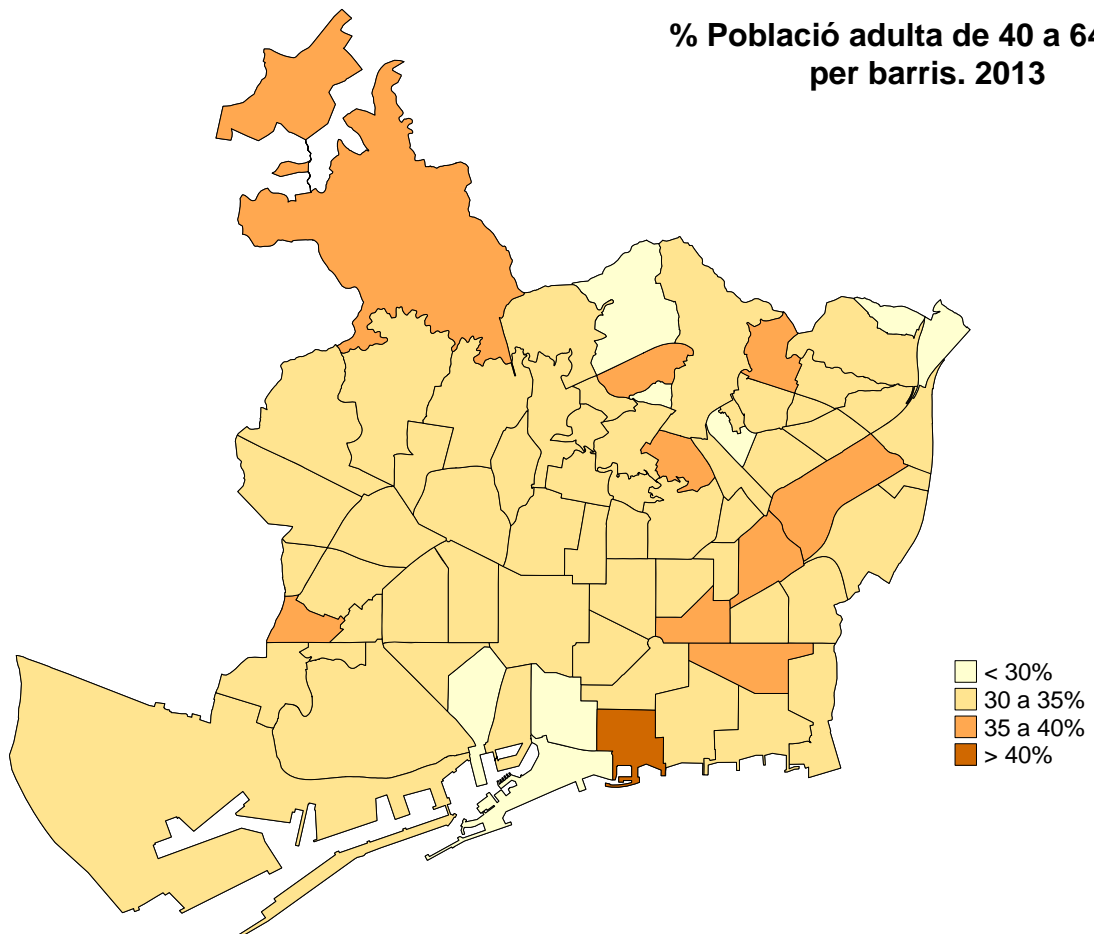 % Població adulta de 40 a 64
per barris. 2013
< 30%
30 a 35%
35 a 40%
> 40%